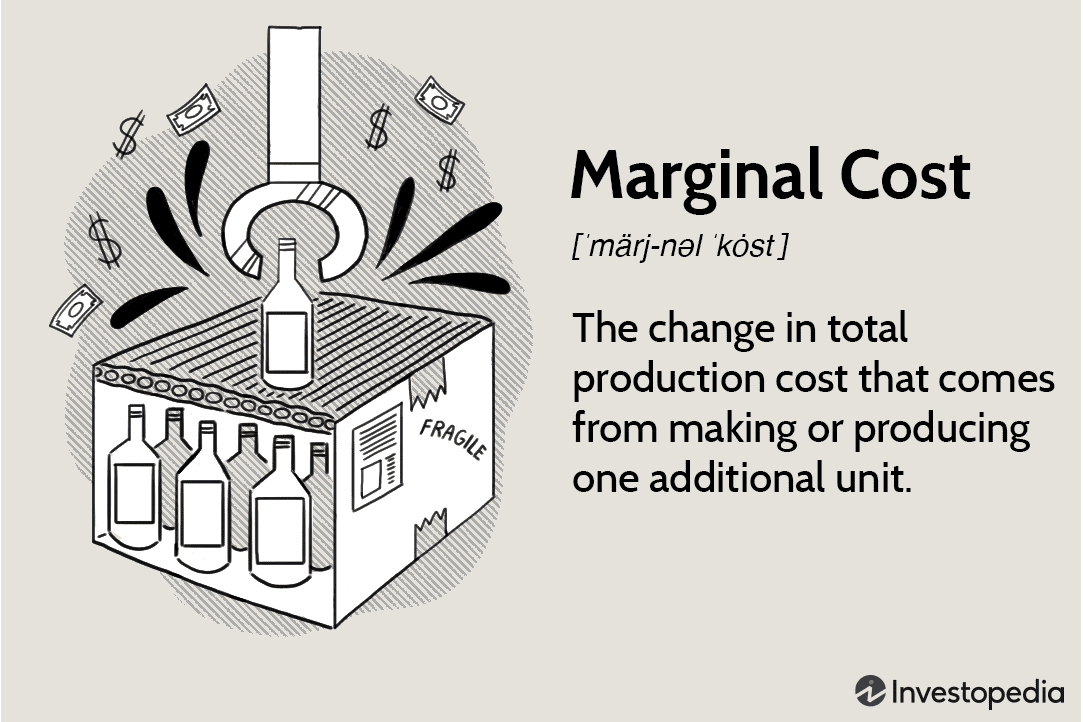 FRAGILE
Marginal Cost
[ˈmärj-nəl ˈkȯst]
The change in total
production cost that comes
from making or producing
one additional unit.
Investopedia